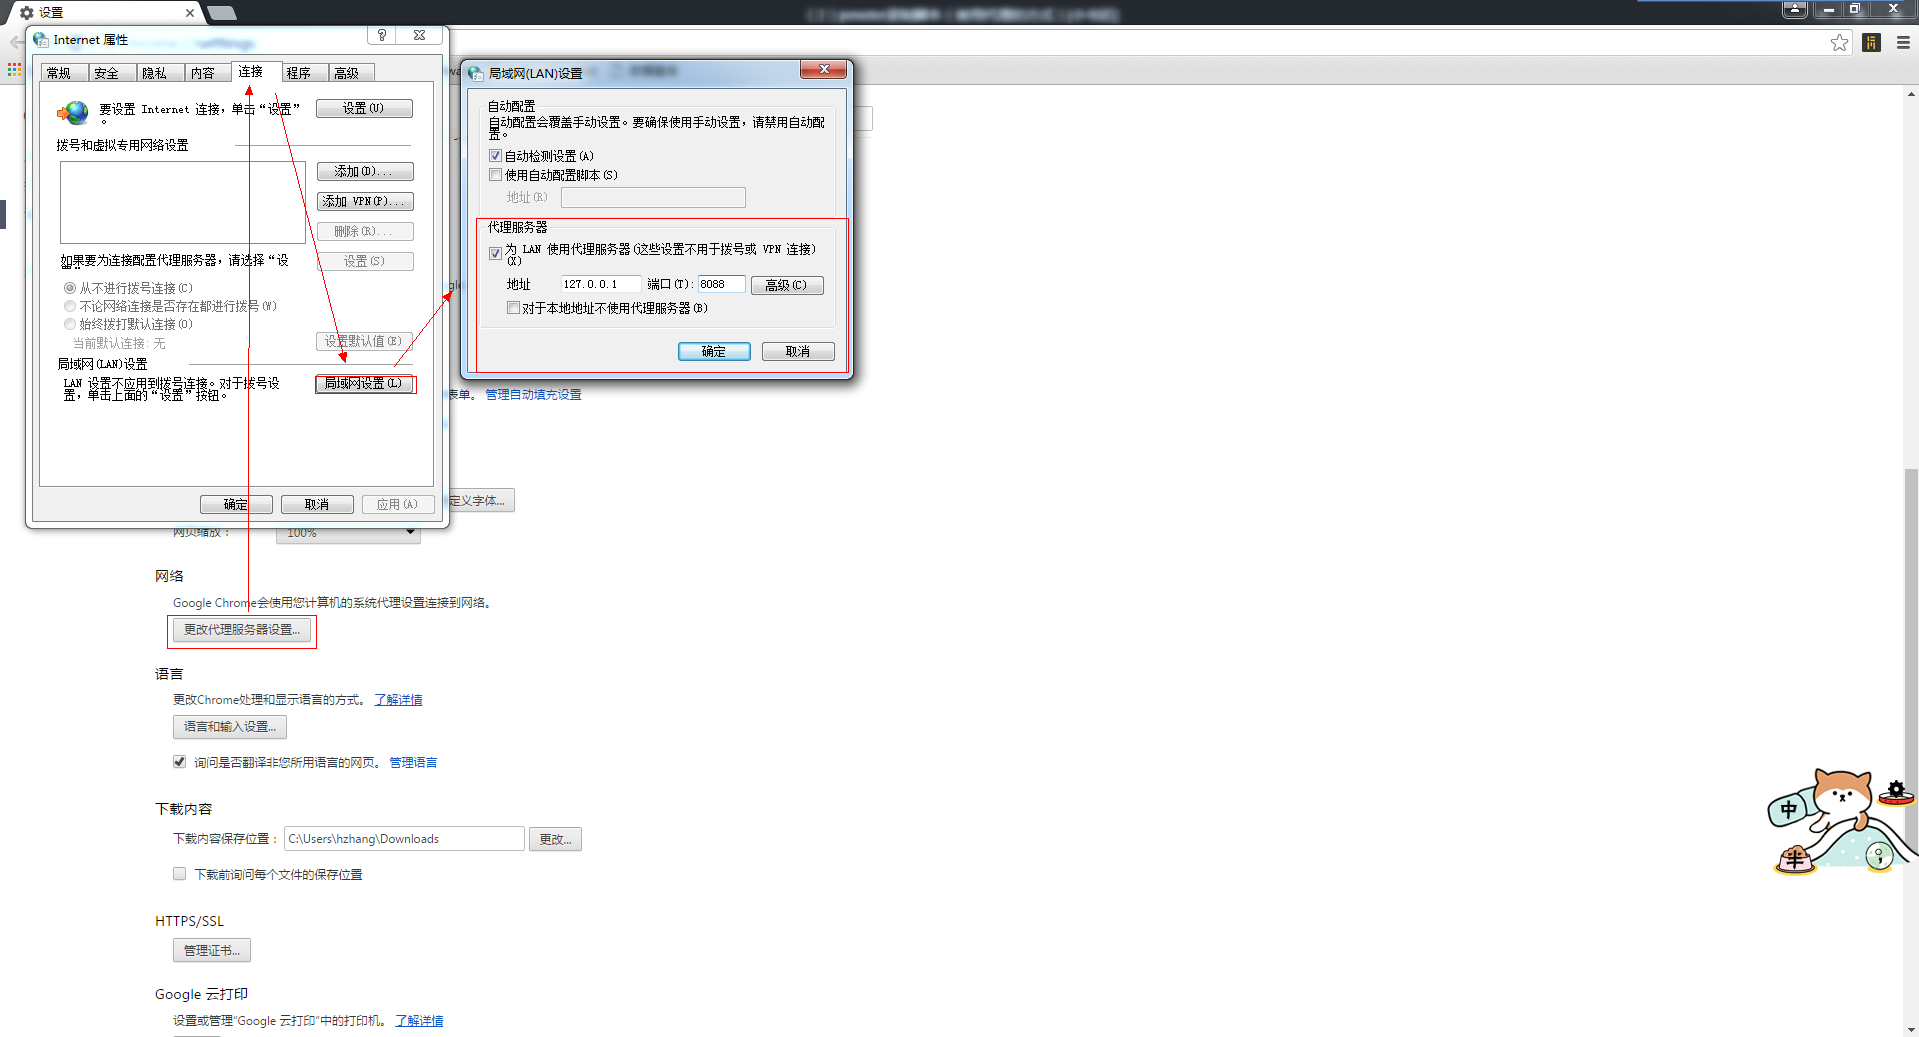 设置
Internet 属性
常规 安全 隐私 内容 连接 程序 高级
要设置 Internet 连接，单击“设置”
。
设置(U)
拨号和虚拟专用网络设置
添加(D)...
添加 VPN(P)...
删除(R)...
如果要为连接配置代理服务器，请选择“设
设置(S)
从不进行拨号连接(C)
不论网络连接是否存在都进行拨号(W)
始终拨打默认连接(O)
当前默认连接: 无
设置默认值(E)
局域网(LAN)设置
LAN 设置不应用到拨号连接。对于拨号设
置，单击上面的“设置”按钮。
局域网设置(L)
确定 取消 应用(A)
局域网(LAN)设置
自动配置
自动配置会覆盖手动设置。要确保使用手动设置，请禁用自动配
置。
自动检测设置(A)
使用自动配置脚本(S)
地址(R)
代理服务器
为 LAN 使用代理服务器(这些设置不用于拨号或 VPN 连接)
(X)
地址 127.0.0.1 端口(T): 8088 高级(C)
对于本地地址不使用代理服务器(B)
确定 取消
表单。 管理自动填充设置
定义字体...
网页缩放： 100%
网络
Google Chrome会使用您计算机的系统代理设置连接到网络。
更改代理服务器设置...
语言
更改Chrome处理和显示语言的方式。 了解详情
语言和输入设置...
询问是否翻译非您所用语言的网页。 管理语言
下载内容
下载内容保存位置： C:\Users\hzhang\Downloads 更改...
下载前询问每个文件的保存位置
HTTPS/SSL
管理证书...
Google 云打印
设置或管理“Google 云打印”中的打印机。 了解详情
中
半